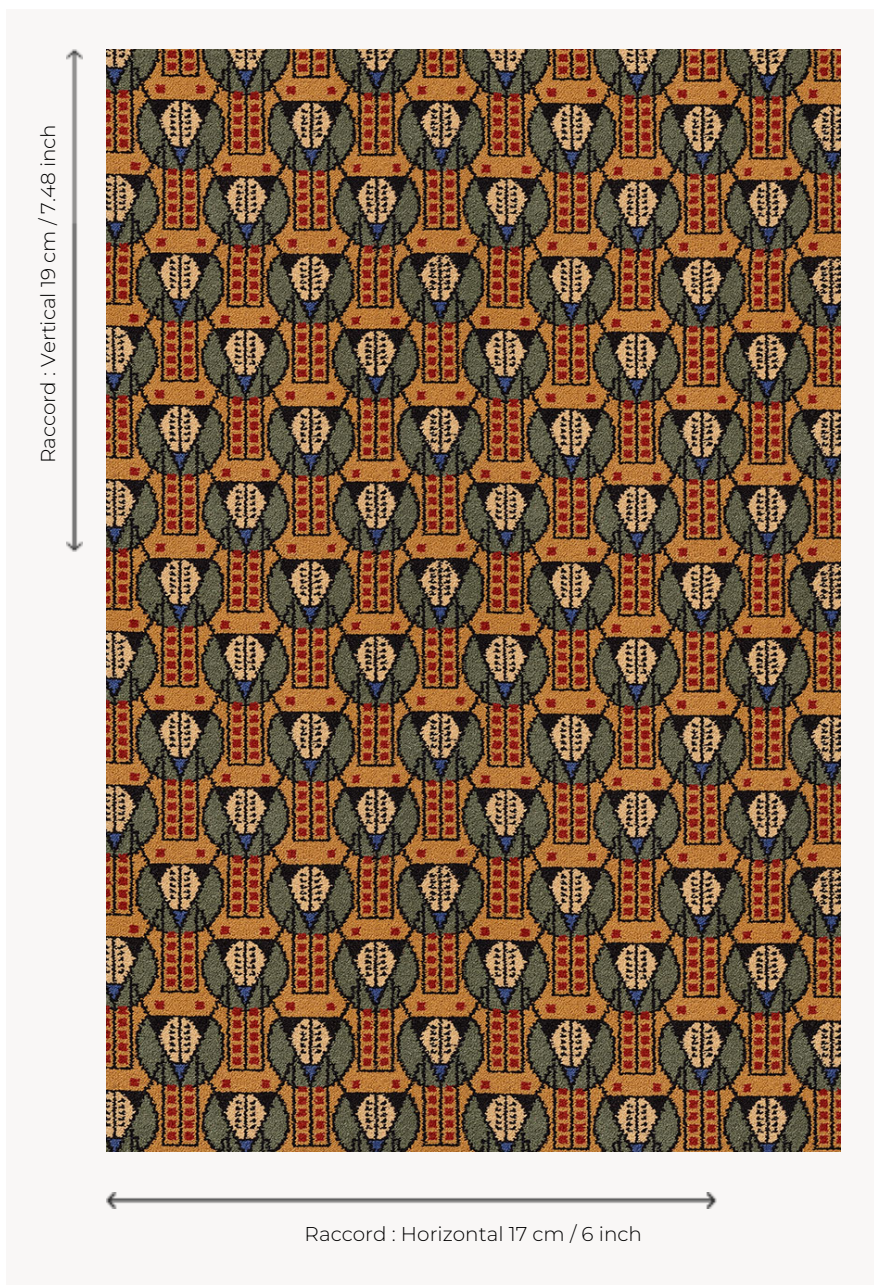 Raccord : Vertical 19 cm / 7.48 inch
Raccord : Horizontal 17 cm / 6 inch